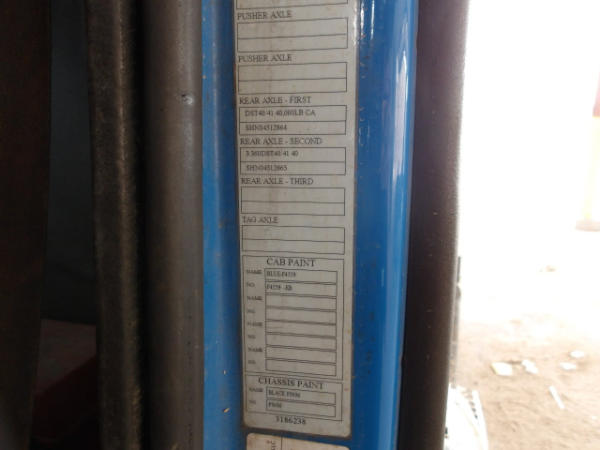 PUSHER AXLE
PUSHER AXLE
REAR AXLE - FIRST
DST40/41 40,000LB CA
SHN04512864
REAR AXLE - SECOND
3.360DST40/41 40
SHN04512865
REAR AXLE - THIRD
TAG AXLE
CAB PAINT
NAME
NO.
NAME
NO.
NAME
NO.
NAME
NO.
CHASSIS PAINT
NAME BLACK
NO.
3186238